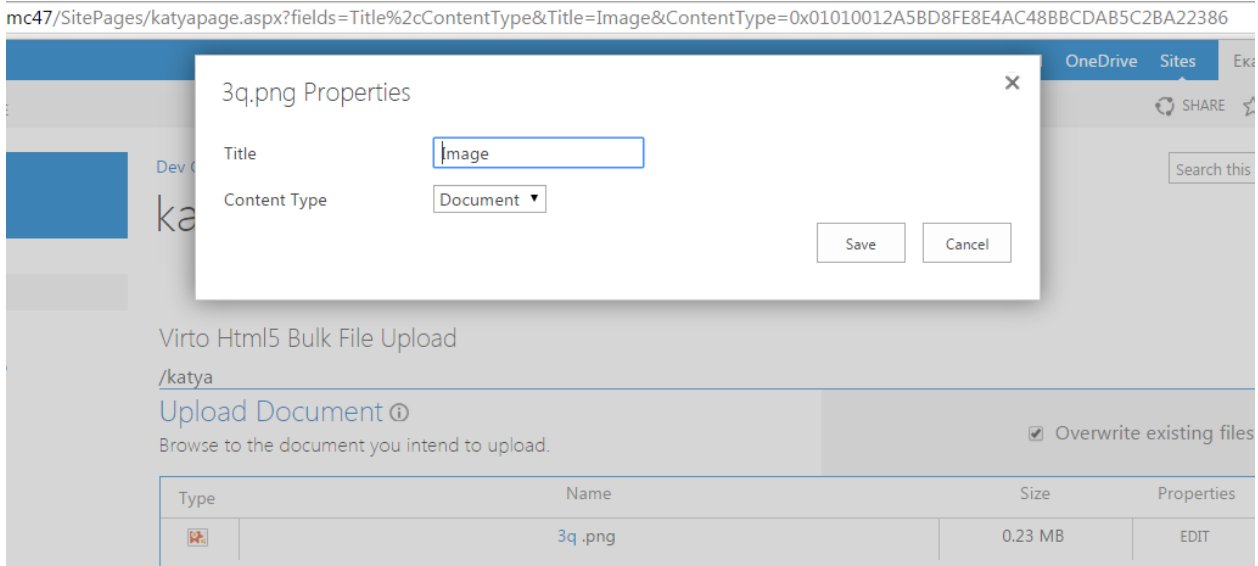 mc47/SitePages/katyapage.aspx?fields=Title%2cContentType&Title=Image&ContentType=0x01010012A5BD8FE8E4AC48BBCDAB5C2BA22386
OneDrive Sites
3q.png Properties
SHARE
Title Image
Dev
Search this
Content Type Document
ka
Save Cancel
Virto Html5 Bulk File Upload
/katya
Upload Document
Overwrite existing files
Browse to the document you intend to upload.
Type Name Size Properties
3q .png 0.23 MB EDIT